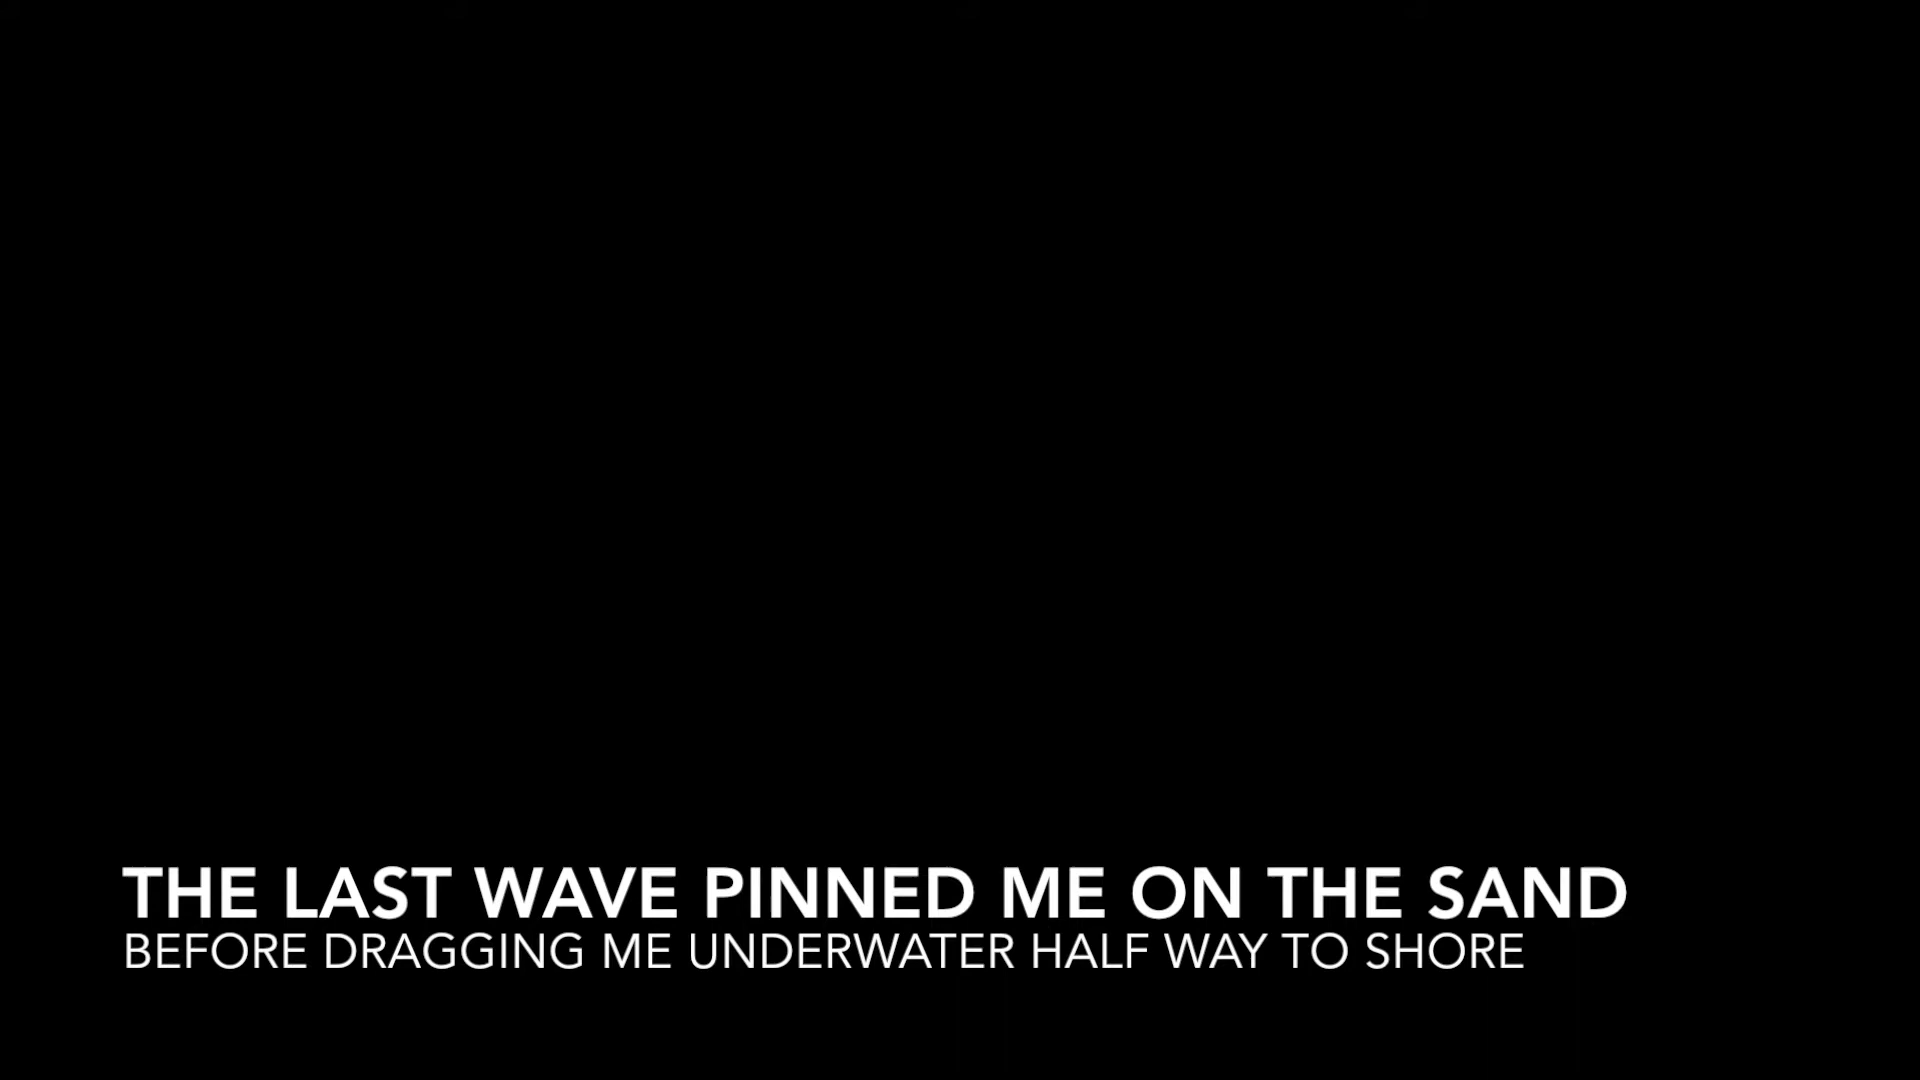 THE LAST WAVE PINNED ME ON THE SAND
BEFORE DRAGGING ME UNDERWATER HALF WAY TO SHORE